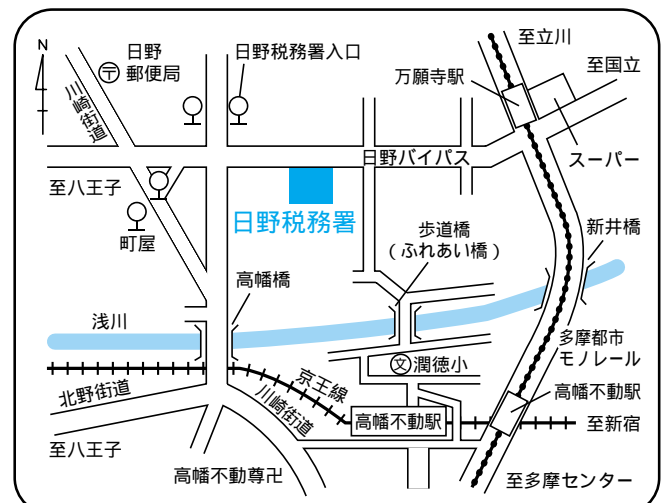 N
日野
郵便局
〒
日野税務署入口
至立川
万願寺駅
至国立
川崎街道
日野バイパス
スーパー
至八王子
日野税務署
町屋
歩道橋
（ふれあい橋）
新井橋
高幡橋
浅川
多摩都市
モノレール
文
潤徳小
京王線
北野街道
川崎街道
高幡不動駅
高幡不動駅
至新宿
至八王子
高幡不動尊卍
至多摩センター